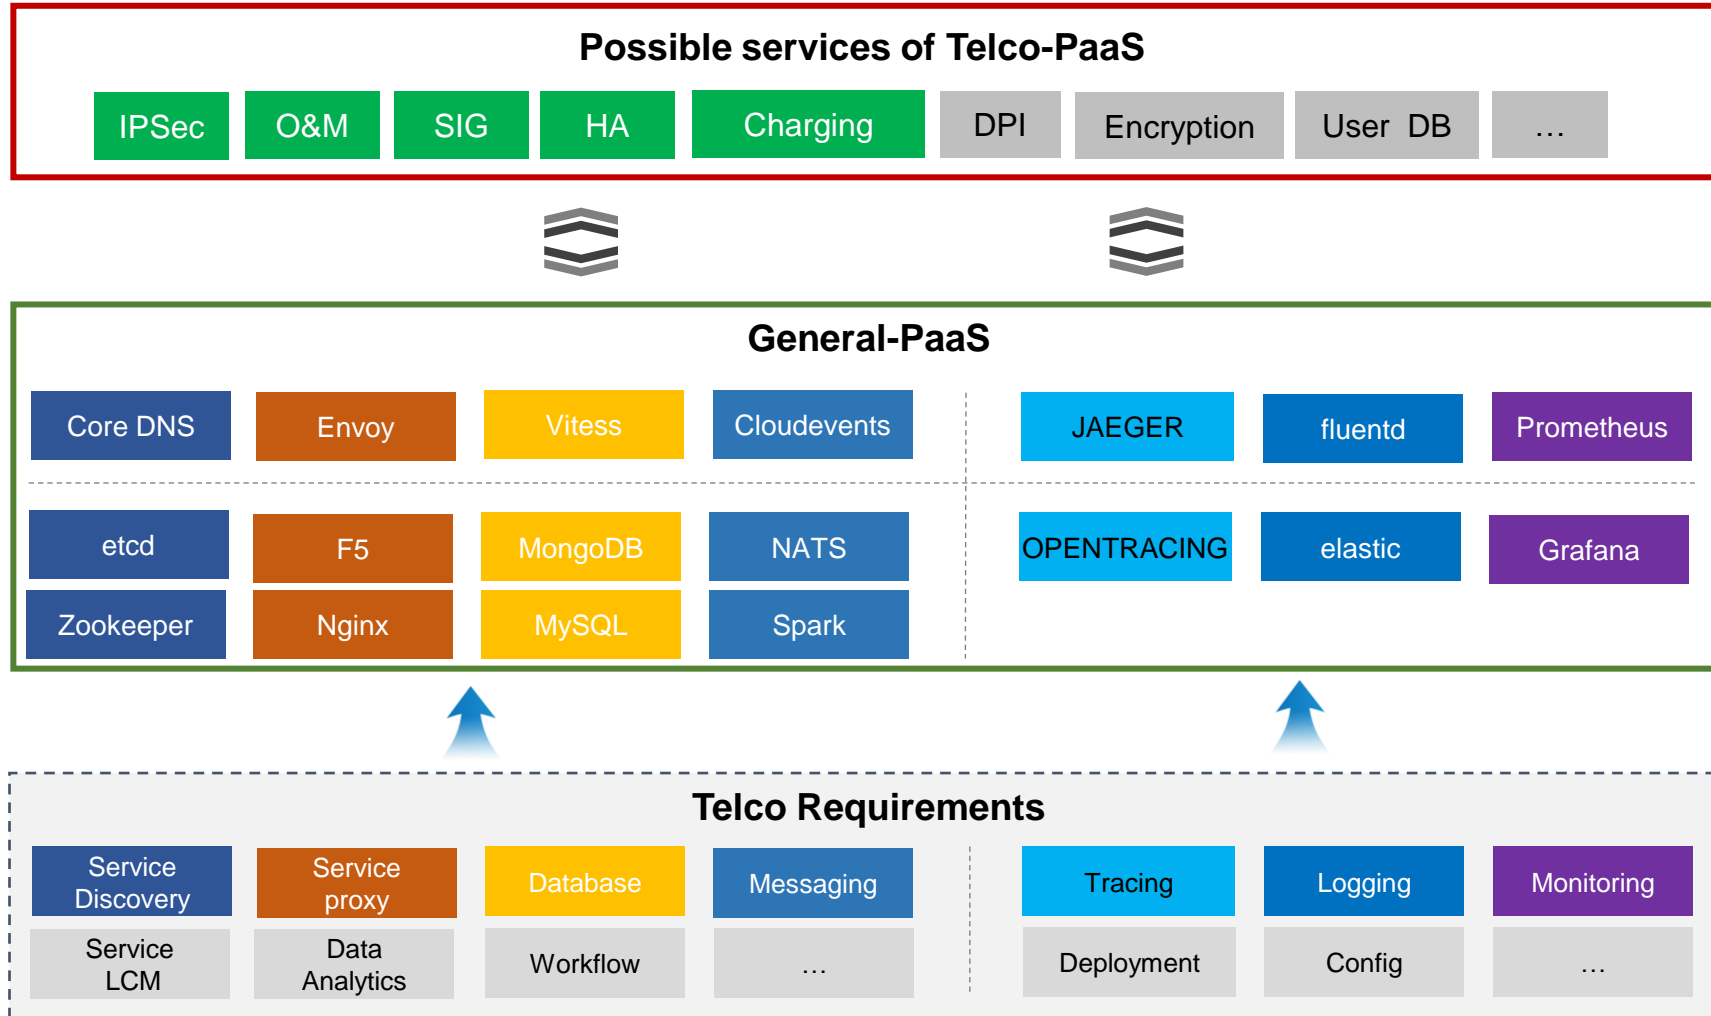 Possible services of Telco-PaaS
IPSec
O&M
SIG
HA
Charging
DPI
Encryption
User DB
…
General-PaaS
Core DNS
Envoy
Vitess
Cloudevents
JAEGER
fluentd
Prometheus
etcd
F5
MongoDB
NATS
OPENTRACING
elastic
Grafana
Zookeeper
Nginx
MySQL
Spark
Telco Requirements
Service
Discovery
Service
proxy
Database
Messaging
Tracing
Logging
Monitoring
Service
LCM
Data
Analytics
Workflow
…
Deployment
Config
…